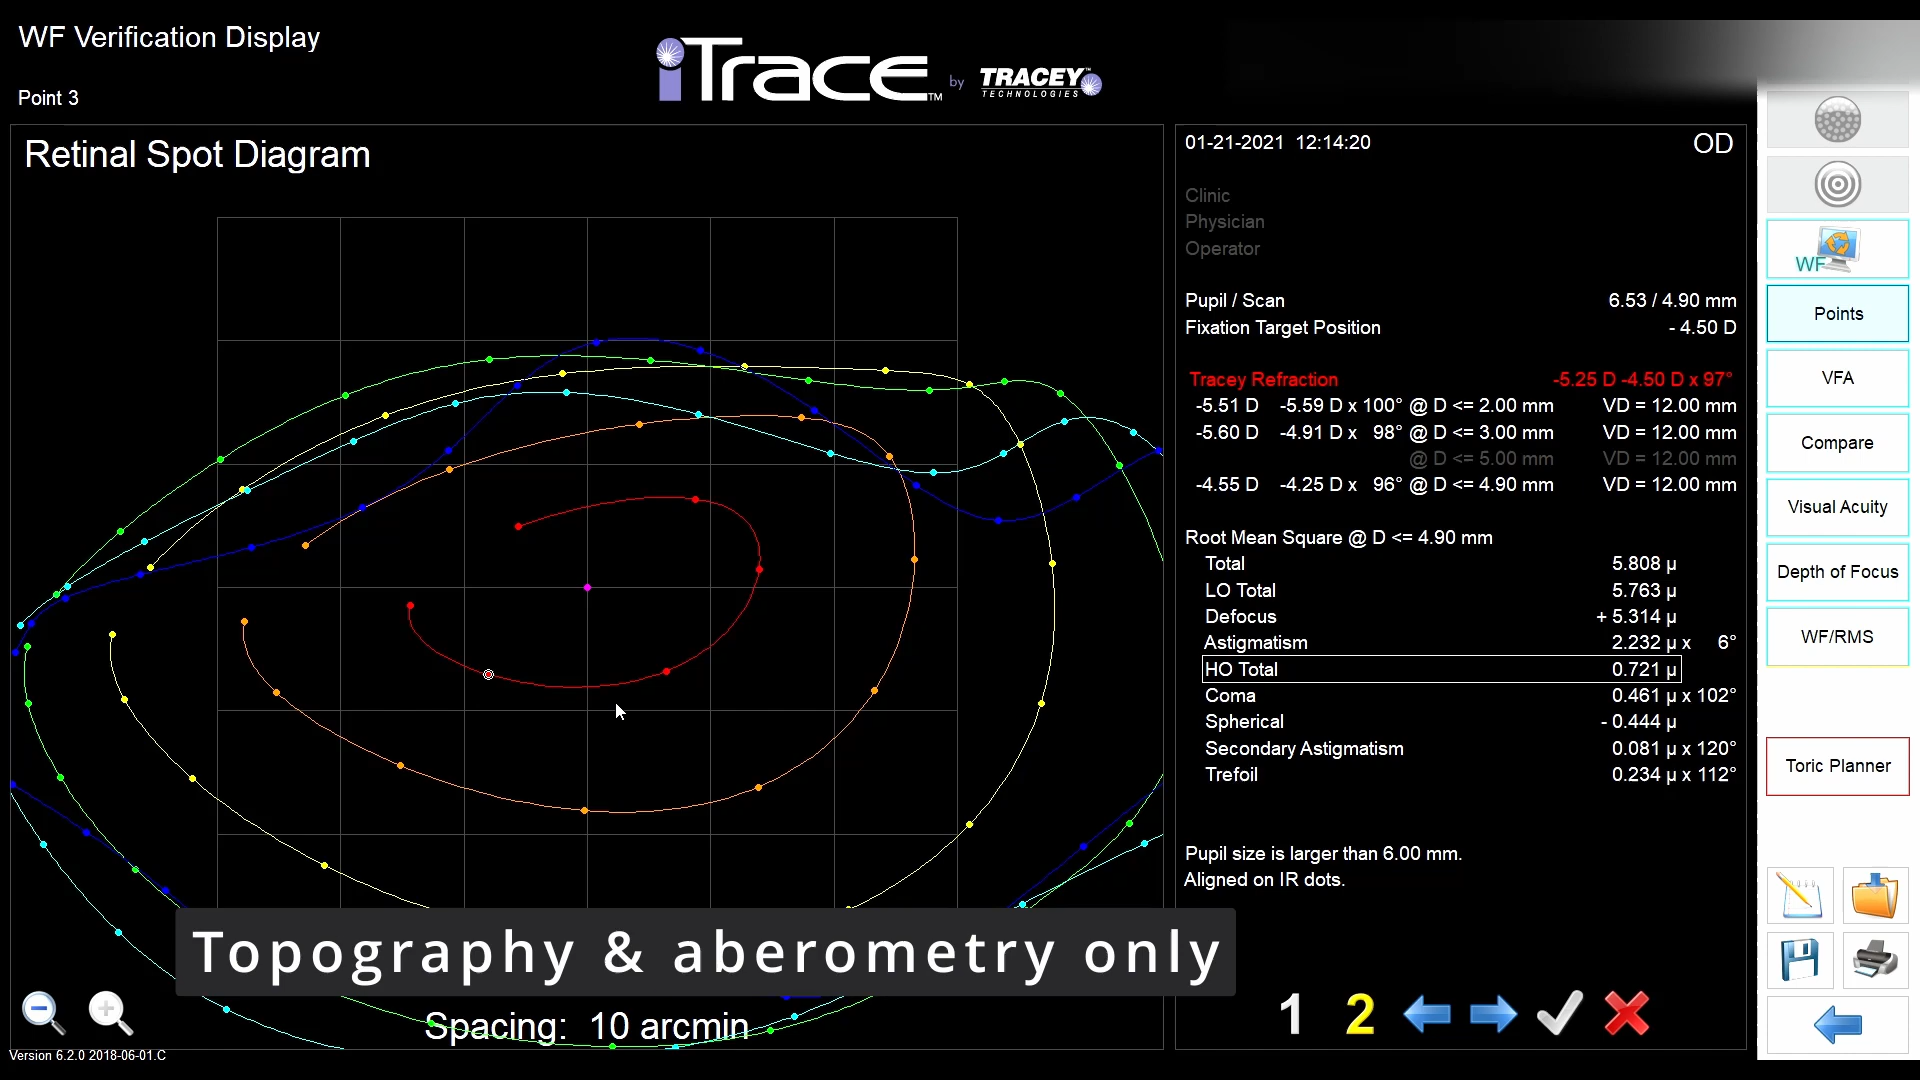 WF Verification Display
Point 3
iTrace™ by TRACEY™ TECHNOLOGIES
Retinal Spot Diagram
01-21-2021 12:14:20 OD
Clinic
Physician
Operator
Pupil / Scan 6.53 / 4.90 mm
Fixation Target Position - 4.50 D
Tracey Refraction -5.25 D -4.50 D x 97°
-5.51 D -5.59 D x 100° @ D <= 2.00 mm VD = 12.00 mm
-5.60 D -4.91 D x 98° @ D <= 3.00 mm VD = 12.00 mm
@ D <= 5.00 mm VD = 12.00 mm
-4.55 D -4.25 D x 96° @ D <= 4.90 mm VD = 12.00 mm
Root Mean Square @ D <= 4.90 mm
Total 5.808 µ
LO Total 5.763 µ
Defocus + 5.314 µ
Astigmatism 2.232 µ x 6°
HO Total 0.721 µ
Coma 0.461 µ x 102°
Spherical - 0.444 µ
Secondary Astigmatism 0.081 µ x 120°
Trefoil 0.234 µ x 112°
Pupil size is larger than 6.00 mm.
Aligned on IR dots.
1 2
WF
Points
VFA
Compare
Visual Acuity
Depth of Focus
WF/RMS
Toric Planner
Topography & aberometry only
Spacing: 10 arcmin
Version 6.2.0 2018-06-01.C